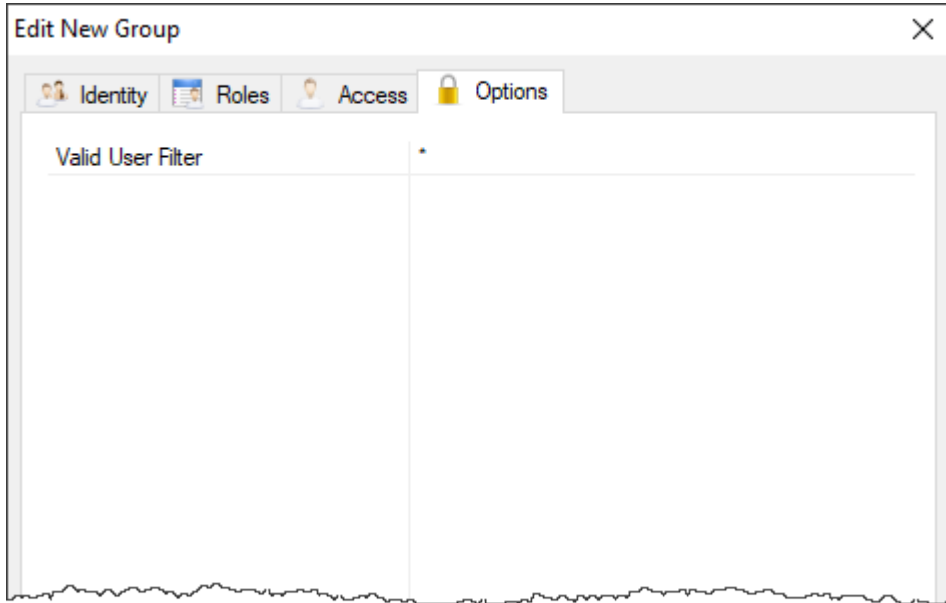 Edit New Group
Identity Roles Access Options
Valid User Filter *